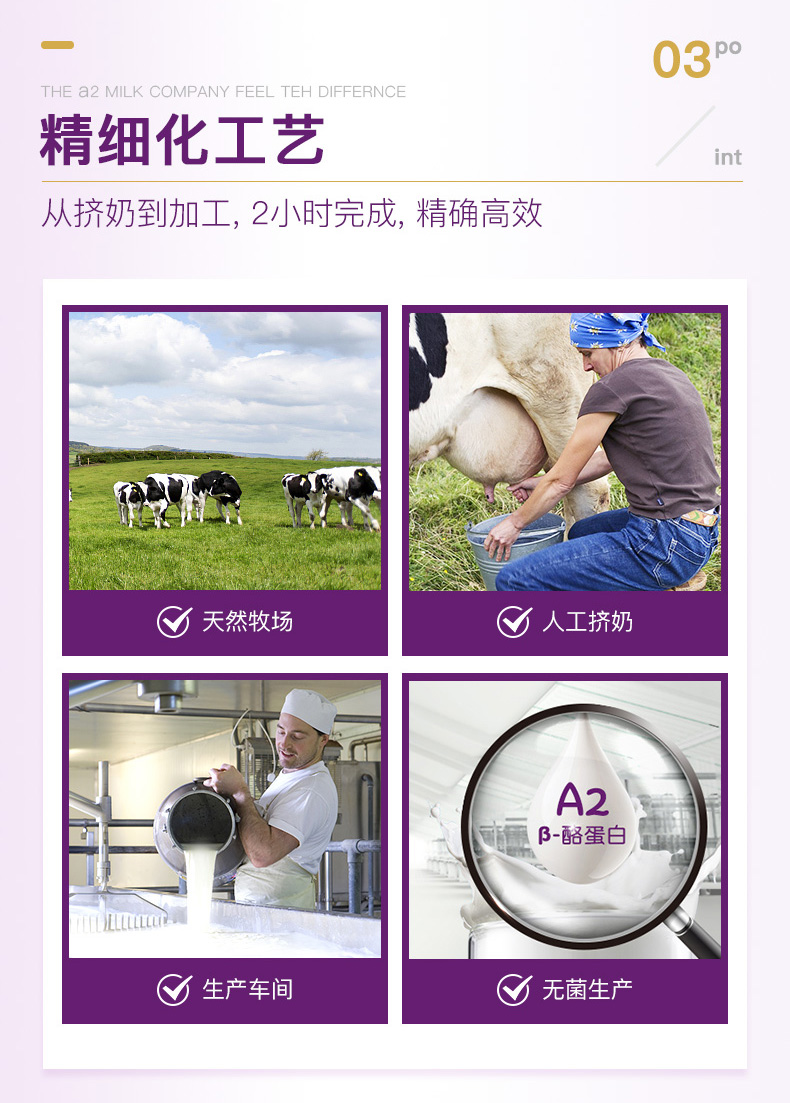 03po
int
THE a2 MILK COMPANY FEEL TEH DIFFERNCE
精细化工艺
从挤奶到加工, 2小时完成, 精确高效
天然牧场
人工挤奶
A2
β-酪蛋白
生产车间
无菌生产